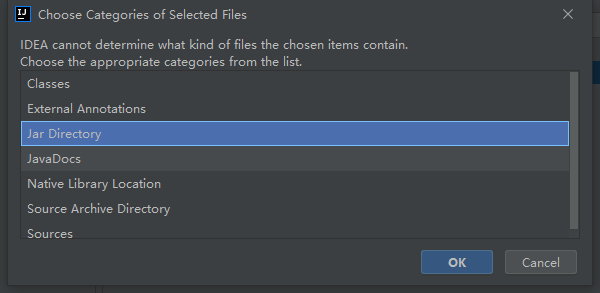 IJ
Choose Categories of Selected Files
IDEA cannot determine what kind of files the chosen items contain.
Choose the appropriate categories from the list.
Classes
External Annotations
Jar Directory
JavaDocs
Native Library Location
Source Archive Directory
Sources
OK
Cancel